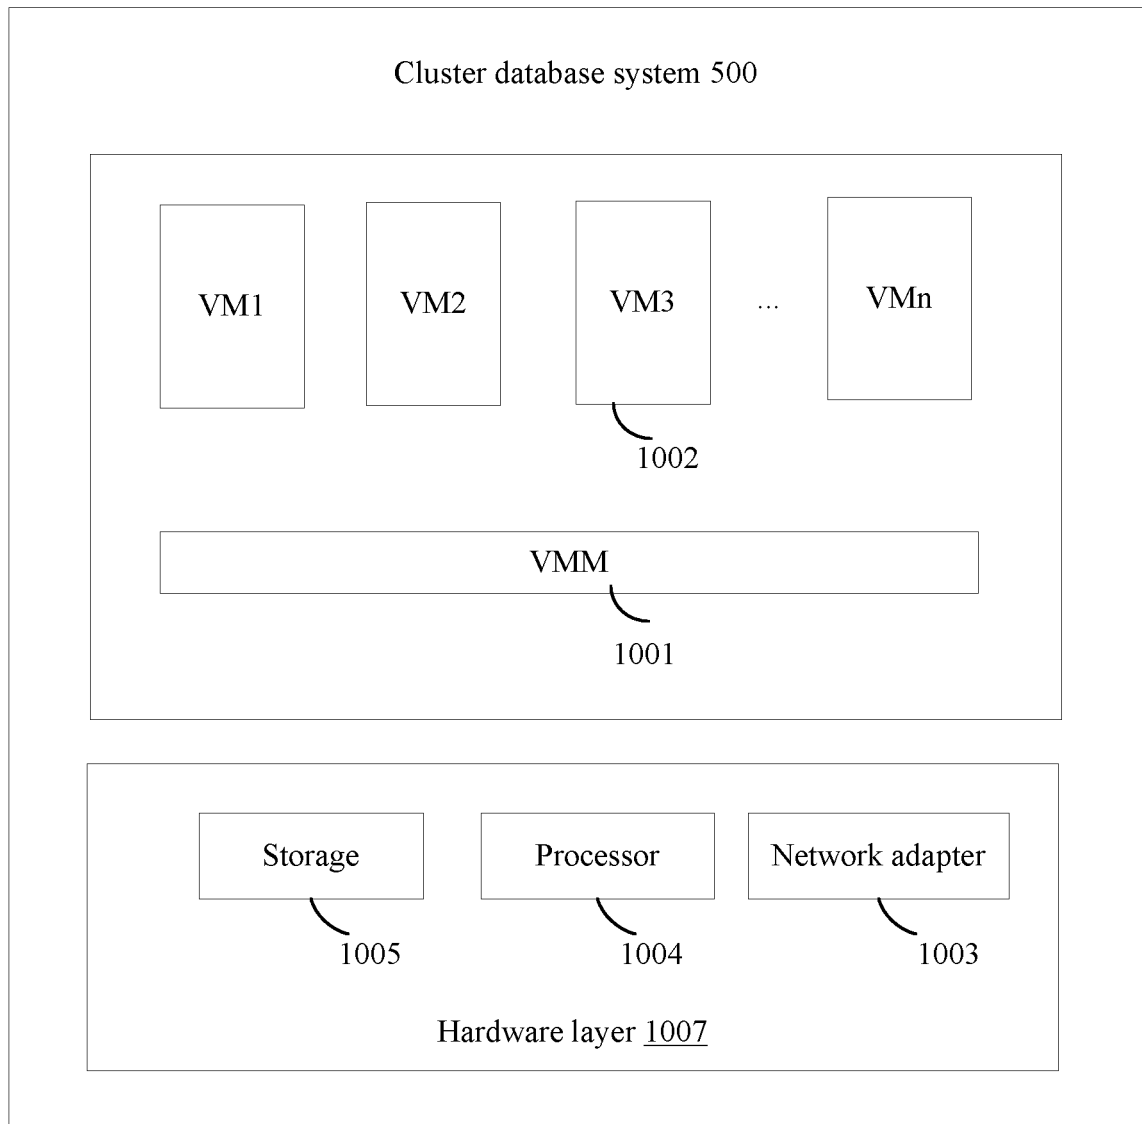 Cluster database system 500
VM1 VM2 VM3 ... VMn
1002
VMM
1001
Storage Processor Network adapter
1005 1004 1003
Hardware layer 1007